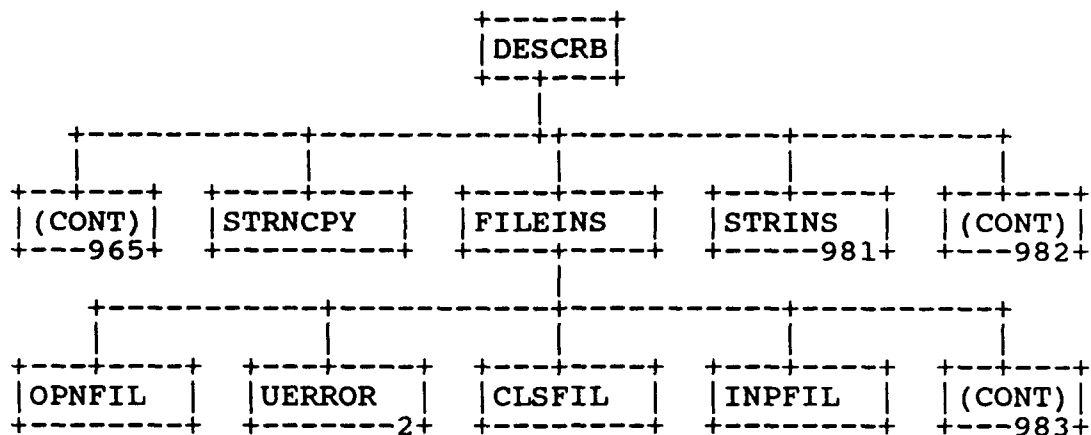 DESCRB
(CONT) STRNCPY FILEINS STRINS (CONT)
965 981 982
OPNFIL UERROR CLSFIL INPFIL (CONT)
2 983